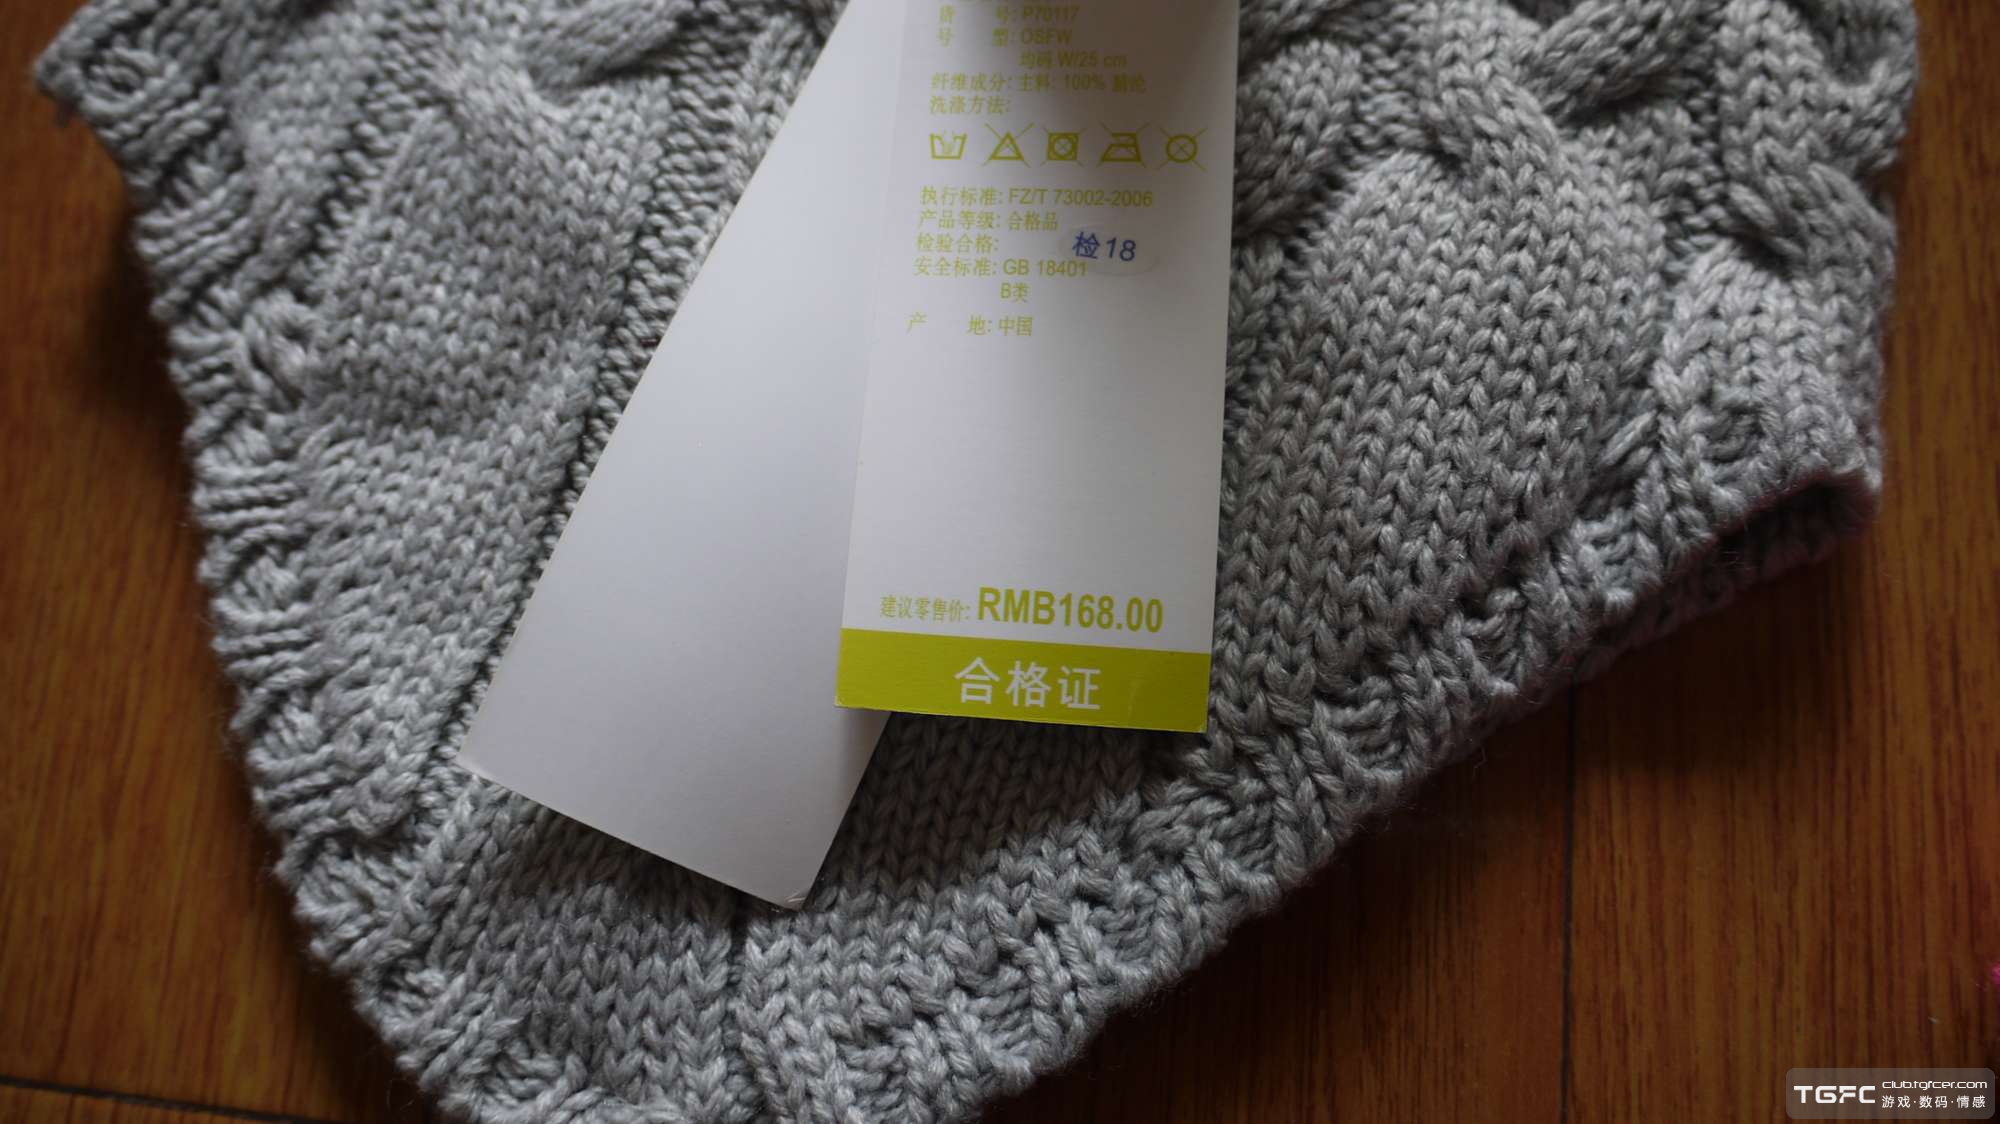 货 号: P70117
号 型: OSFW
均码 W/25 cm
纤维成分: 主料: 100% 腈纶
洗涤方法:
执行标准: FZ/T 73002-2006
产品等级: 合格品
检验合格: 检18
安全标准: GB 18401
B类
产 地: 中国
建议零售价: RMB168.00
合格证
TGFC club.tgfcer.com
游戏·数码·情感